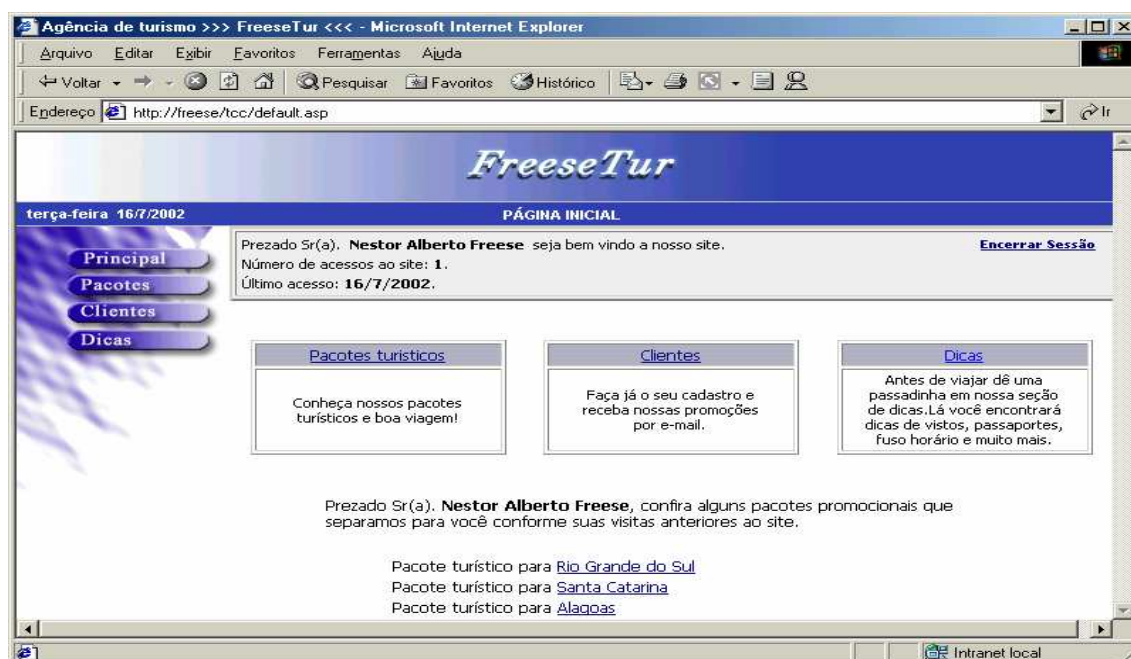 Agência de turismo >>> FreeseTur <<< - Microsoft Internet Explorer
Arquivo Editar Exibir Favoritos Ferramentas Ajuda
Voltar Pesquisar Favoritos Histórico
Endereço http://freese/tcc/default.asp Ir
FreeseTur
terça-feira 16/7/2002 PÁGINA INICIAL
Principal
Pacotes
Clientes
Dicas
Prezado Sr(a). Nestor Alberto Freese seja bem vindo a nosso site. Encerrar Sessão
Número de acessos ao site: 1.
Último acesso: 16/7/2002.
Pacotes turisticos
Conheça nossos pacotes
turísticos e boa viagem!
Clientes
Faça já o seu cadastro e
receba nossas promoções
por e-mail.
Dicas
Antes de viajar dê uma
passadinha em nossa seção
de dicas.Lá você encontrará
dicas de vistos, passaportes,
fuso horário e muito mais.
Prezado Sr(a). Nestor Alberto Freese, confira alguns pacotes promocionais que
separamos para você conforme suas visitas anteriores ao site.
Pacote turístico para Rio Grande do Sul
Pacote turístico para Santa Catarina
Pacote turístico para Alagoas
Intranet local